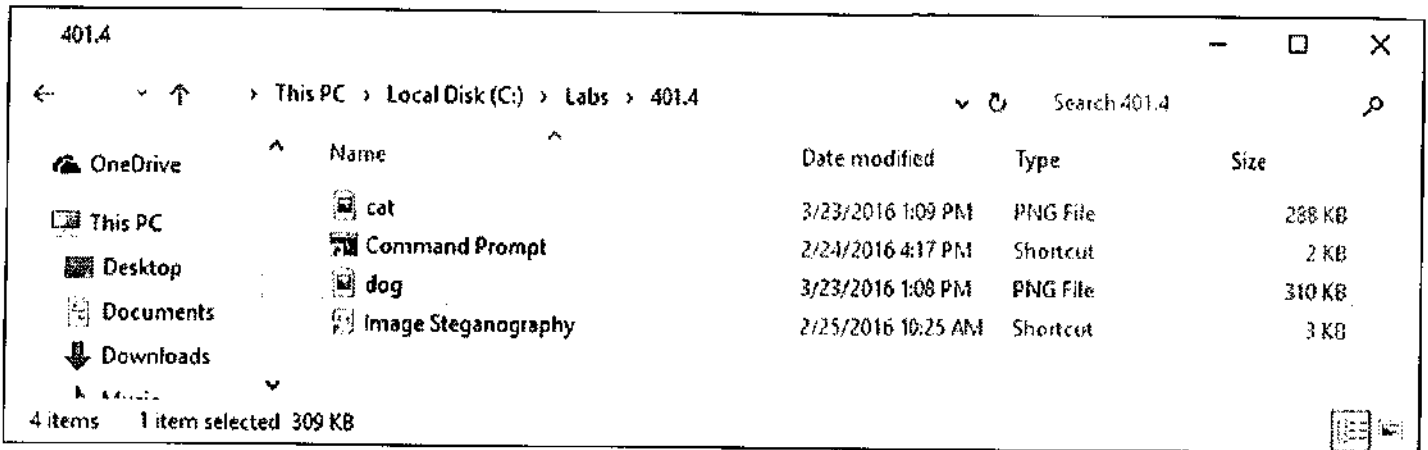 401.4
This PC > Local Disk (C:) > Labs > 401.4 Search 401.4
Name Date modified Type Size
OneDrive
This PC
Desktop
Documents
Downloads
Music
cat 3/23/2016 1:09 PM PNG File 288 KB
Command Prompt 2/24/2016 4:17 PM Shortcut 2 KB
dog 3/23/2016 1:08 PM PNG File 310 KB
Image Steganography 2/25/2016 10:25 AM Shortcut 3 KB
4 items 1 item selected 309 KB